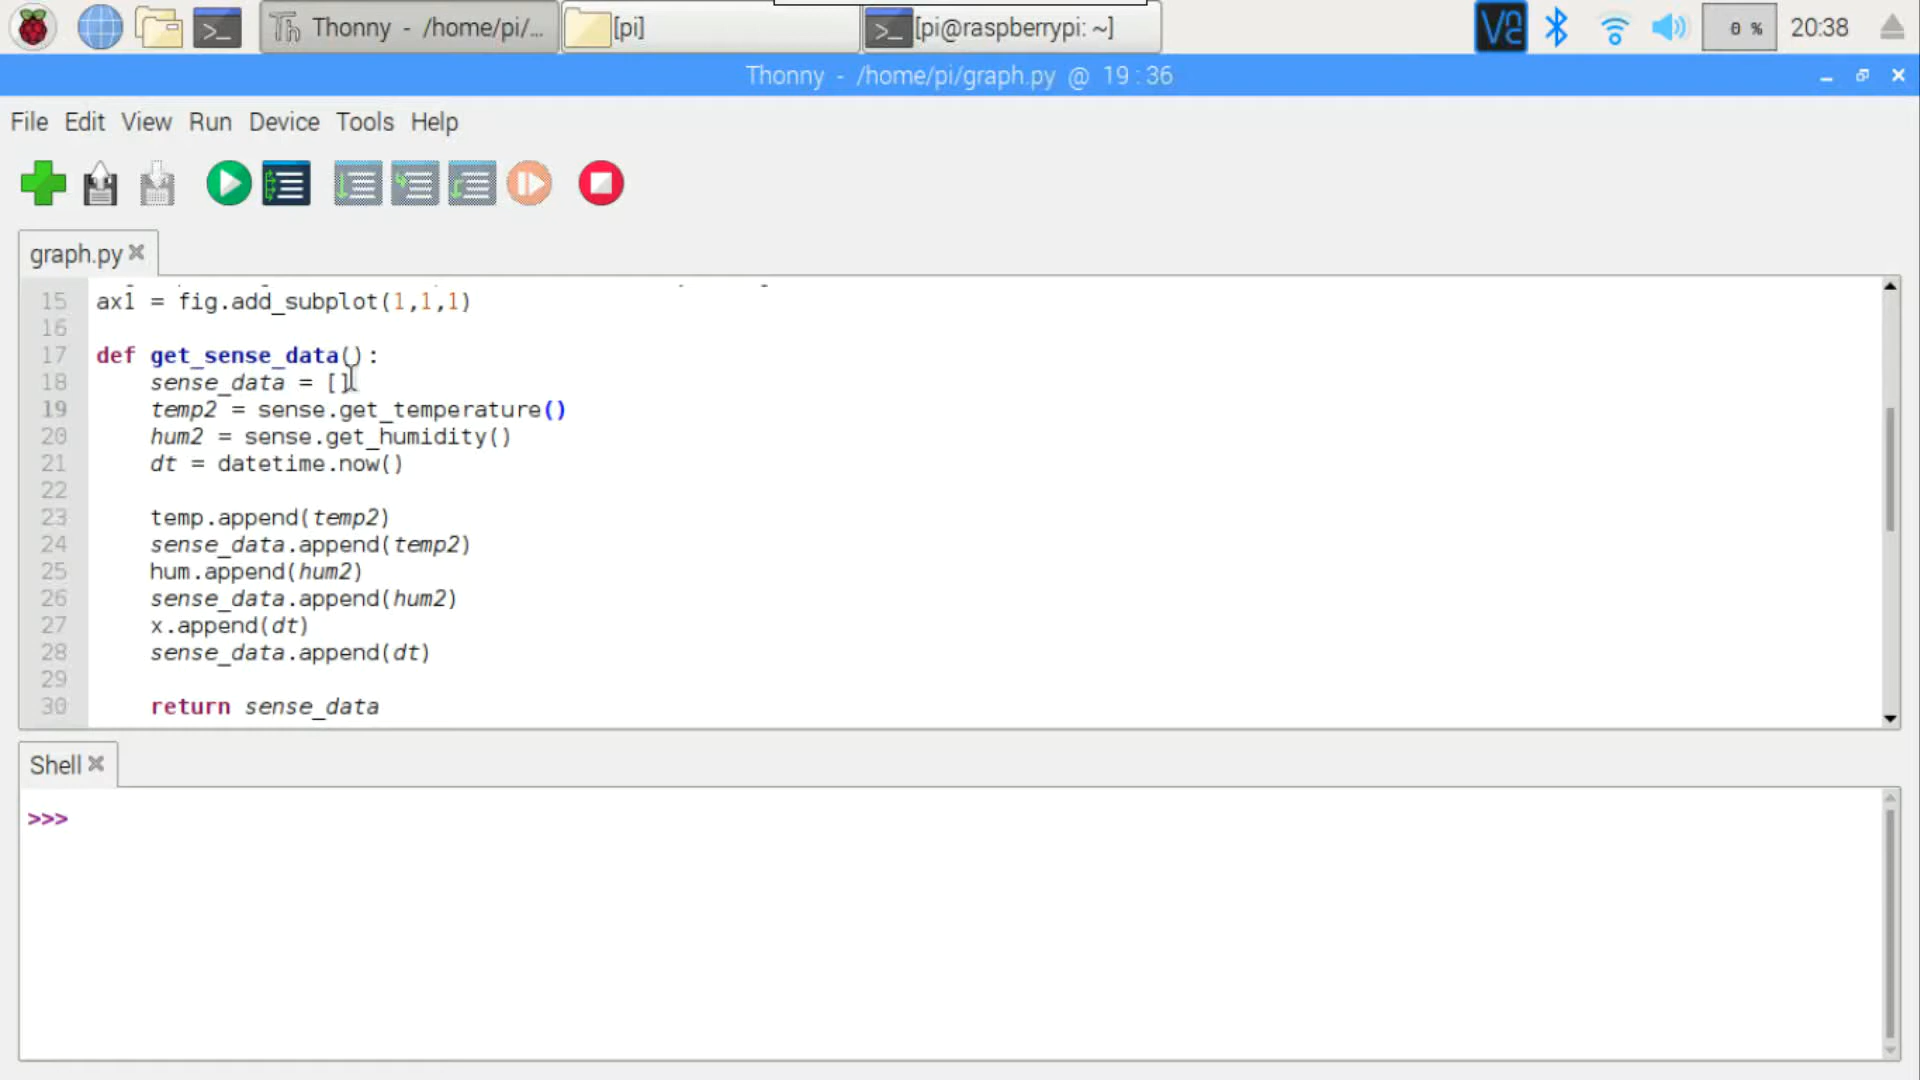 Thonny - /home/pi/...
[pi]
[pi@raspberrypi: ~]
0 %
20:38
Thonny - /home/pi/graph.py @ 19 : 36
File Edit View Run Device Tools Help
graph.py
15 ax1 = fig.add_subplot(1,1,1)
16
17 def get_sense_data():
18 sense_data = []
19 temp2 = sense.get_temperature()
20 hum2 = sense.get_humidity()
21 dt = datetime.now()
22
23 temp.append(temp2)
24 sense_data.append(temp2)
25 hum.append(hum2)
26 sense_data.append(hum2)
27 x.append(dt)
28 sense_data.append(dt)
29
30 return sense_data
Shell
>>>